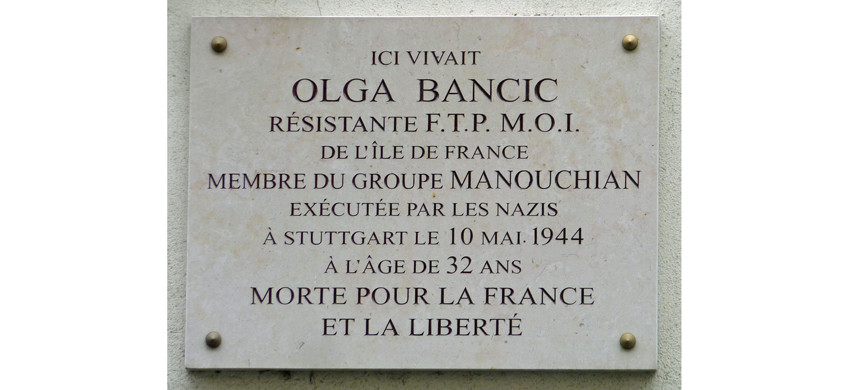 ICI VIVAIT
OLGA BANCIC
RÉSISTANTE F.T.P. M.O.I.
DE L'ÎLE DE FRANCE
MEMBRE DU GROUPE MANOUCHIAN
EXÉCUTÉE PAR LES NAZIS
À STUTTGART LE 10 MAI 1944
À L'ÂGE DE 32 ANS
MORTE POUR LA FRANCE
ET LA LIBERTÉ